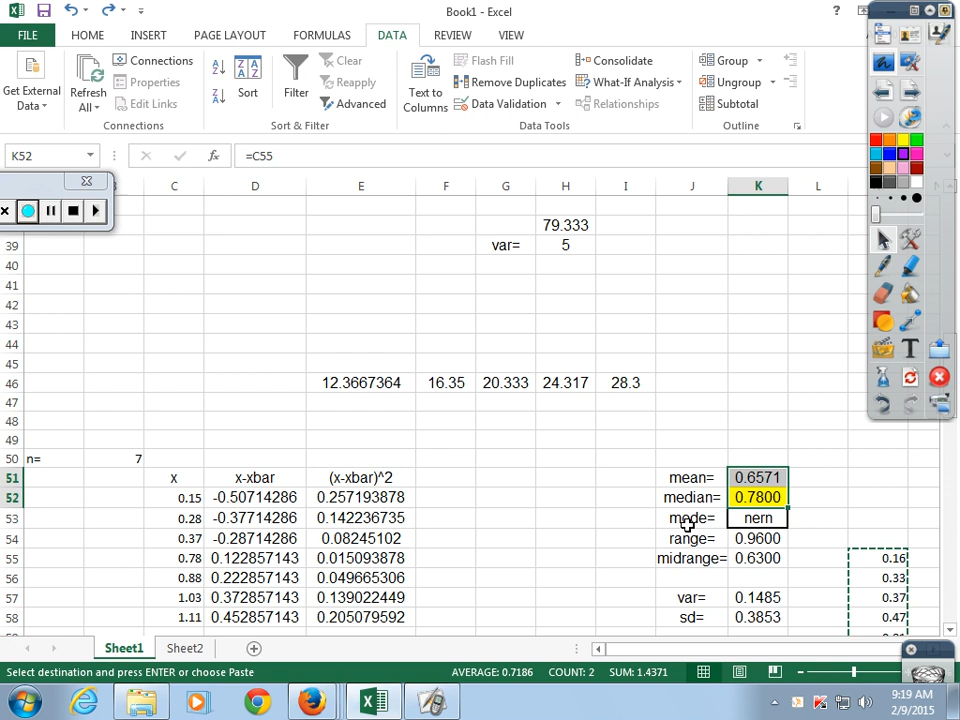 Book1 - Excel
?
FILE HOME INSERT PAGE LAYOUT FORMULAS DATA REVIEW VIEW
Get External Data
Refresh All
Connections
Properties
Edit Links
Connections
Sort
Filter
Clear
Reapply
Advanced
Sort & Filter
Text to Columns
Flash Fill
Remove Duplicates
Data Validation
Consolidate
What-If Analysis
Relationships
Data Tools
Group
Ungroup
Subtotal
Outline
K52 fx =C55
C D E F G H I J K L
79.333
39 var= 5
40
41
42
43
44
45
46 12.3667364 16.35 20.333 24.317 28.3
47
48
49
50 n= 7
51 x x-xbar (x-xbar)^2 mean= 0.6571
52 0.15 -0.50714286 0.257193878 median= 0.7800
53 0.28 -0.37714286 0.142236735 mode= nern
54 0.37 -0.28714286 0.08245102 range= 0.9600
55 0.78 0.122857143 0.015093878 midrange= 0.6300 0.16
56 0.88 0.222857143 0.049665306 0.33
57 1.03 0.372857143 0.139022449 var= 0.1485 0.37
58 1.11 0.452857143 0.205079592 sd= 0.3853 0.47
Sheet1 Sheet2
Select destination and press ENTER or choose Paste AVERAGE: 0.7186 COUNT: 2 SUM: 1.4371
9:19 AM
2/9/2015